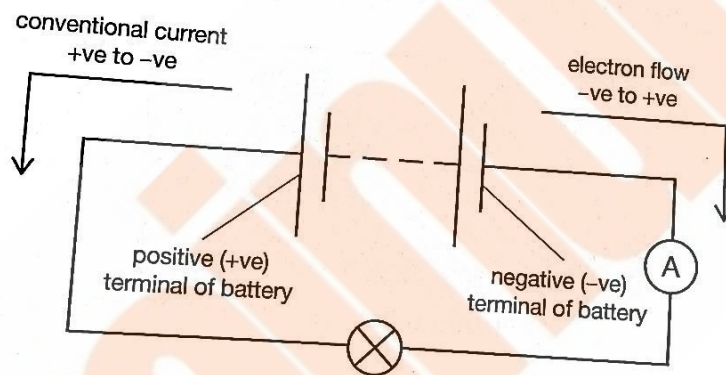 conventional current
+ve to –ve
electron flow
–ve to +ve
positive (+ve)
terminal of battery
negative (–ve)
terminal of battery
A